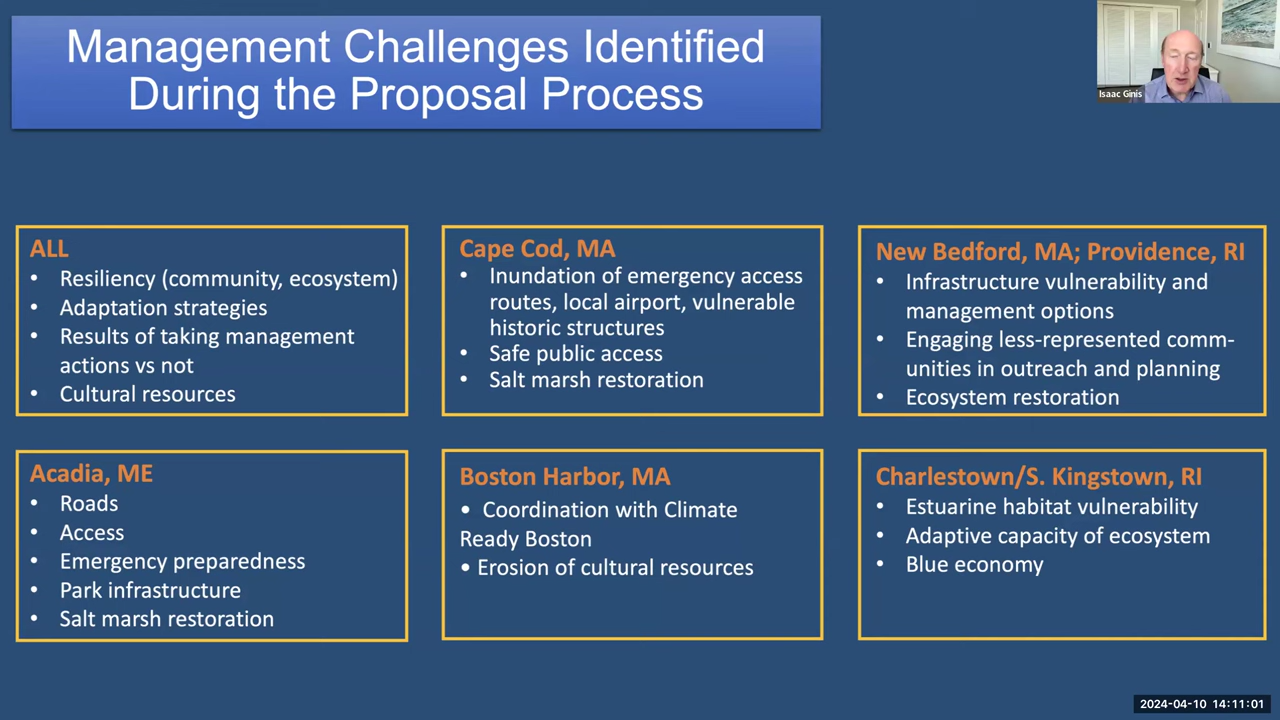 Management Challenges Identified
During the Proposal Process
Isaac Ginis
ALL
• Resiliency (community, ecosystem)
• Adaptation strategies
• Results of taking management
actions vs not
• Cultural resources
Cape Cod, MA
• Inundation of emergency access
routes, local airport, vulnerable
historic structures
• Safe public access
• Salt marsh restoration
New Bedford, MA; Providence, RI
• Infrastructure vulnerability and
management options
• Engaging less-represented comm-
unities in outreach and planning
• Ecosystem restoration
Acadia, ME
• Roads
• Access
• Emergency preparedness
• Park infrastructure
• Salt marsh restoration
Boston Harbor, MA
• Coordination with Climate
Ready Boston
• Erosion of cultural resources
Charlestown/S. Kingstown, RI
• Estuarine habitat vulnerability
• Adaptive capacity of ecosystem
• Blue economy
2024-04-10 14:11:01